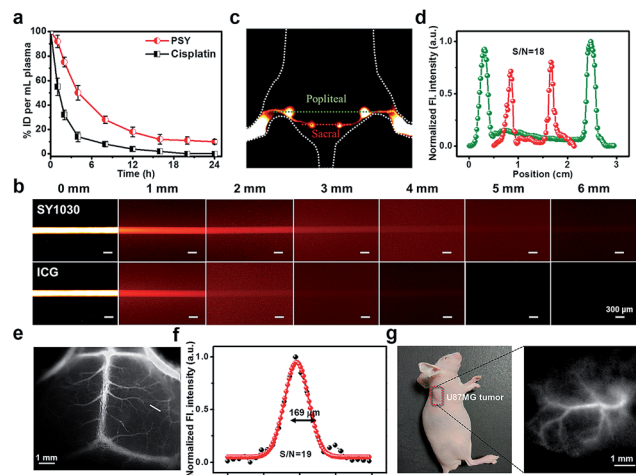 a
% ID per mL plasma
100
80
60
40
20
0
PSY
Cisplatin
0 4 8 12 16 20 24
Time (h)
c
Popliteal
Sacral
d
Normalized Fl. intensity (a.u.)
1.0
0.5
0.0
S/N=18
0 1 2 3
Position (cm)
b
0 mm 1 mm 2 mm 3 mm 4 mm 5 mm 6 mm
SY1030
ICG
300 μm
e
1 mm
f
Normalized Fl. intensity (a.u.)
1.0
0.5
0.0
169 μm
S/N=19
g
U87MG tumor
1 mm